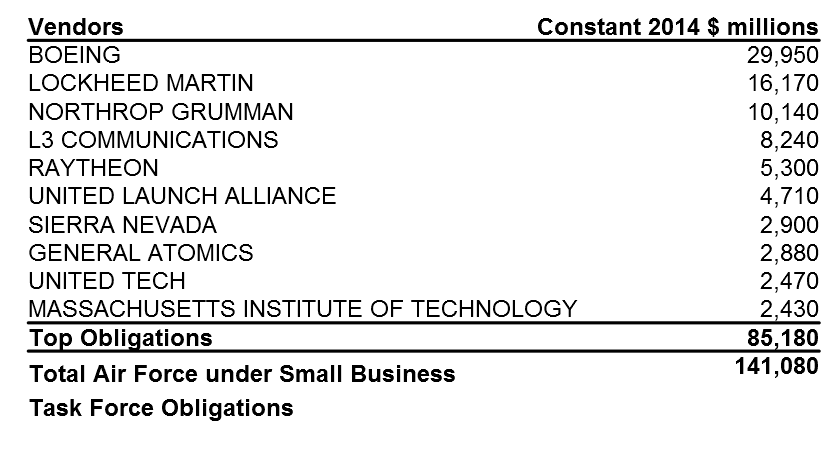 Vendors Constant 2014 $ millions
BOEING 29,950
LOCKHEED MARTIN 16,170
NORTHROP GRUMMAN 10,140
L3 COMMUNICATIONS 8,240
RAYTHEON 5,300
UNITED LAUNCH ALLIANCE 4,710
SIERRA NEVADA 2,900
GENERAL ATOMICS 2,880
UNITED TECH 2,470
MASSACHUSETTS INSTITUTE OF TECHNOLOGY 2,430
Top Obligations 85,180
Total Air Force under Small Business 141,080
Task Force Obligations